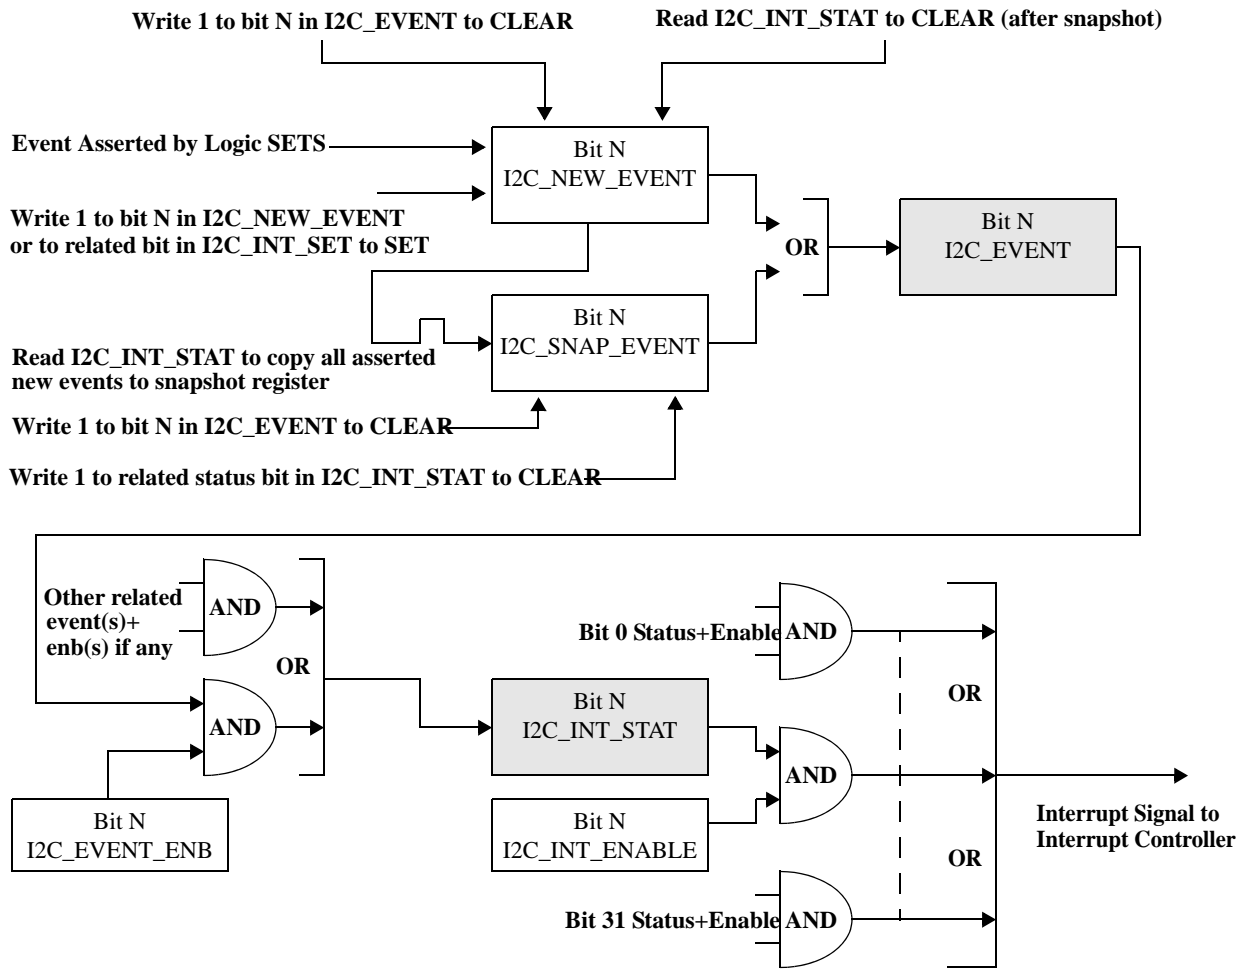 Write 1 to bit N in I2C_EVENT to CLEAR
Read I2C_INT_STAT to CLEAR (after snapshot)
Event Asserted by Logic SETS
Bit N
I2C_NEW_EVENT
Write 1 to bit N in I2C_NEW_EVENT
or to related bit in I2C_INT_SET to SET
OR
Bit N
I2C_EVENT
Bit N
I2C_SNAP_EVENT
Read I2C_INT_STAT to copy all asserted
new events to snapshot register
Write 1 to bit N in I2C_EVENT to CLEAR
Write 1 to related status bit in I2C_INT_STAT to CLEAR
Other related
event(s)+
enb(s) if any
AND
OR
AND
Bit N
I2C_EVENT_ENB
Bit N
I2C_INT_STAT
Bit N
I2C_INT_ENABLE
Bit 0 Status+Enable
AND
OR
AND
OR
Bit 31 Status+Enable
AND
Interrupt Signal to
Interrupt Controller